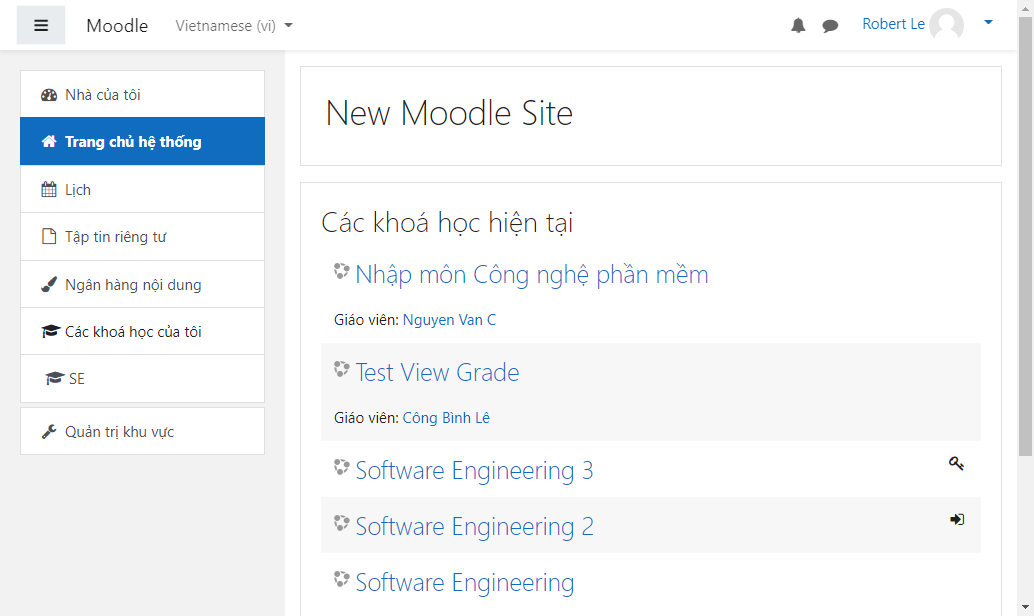 Moodle
Vietnamese (vi)
Robert Le
Nhà của tôi
Trang chủ hệ thống
Lịch
Tập tin riêng tư
Ngân hàng nội dung
Các khoá học của tôi
SE
Quản trị khu vực
New Moodle Site
Các khoá học hiện tại
Nhập môn Công nghệ phần mềm
Giáo viên: Nguyen Van C
Test View Grade
Giáo viên: Công Bình Lê
Software Engineering 3
Software Engineering 2
Software Engineering